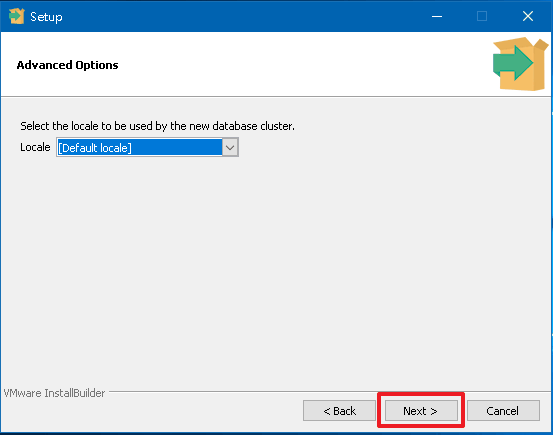 Setup
Advanced Options
Select the locale to be used by the new database cluster.
Locale [Default locale]
VMware InstallBuilder
< Back Next > Cancel